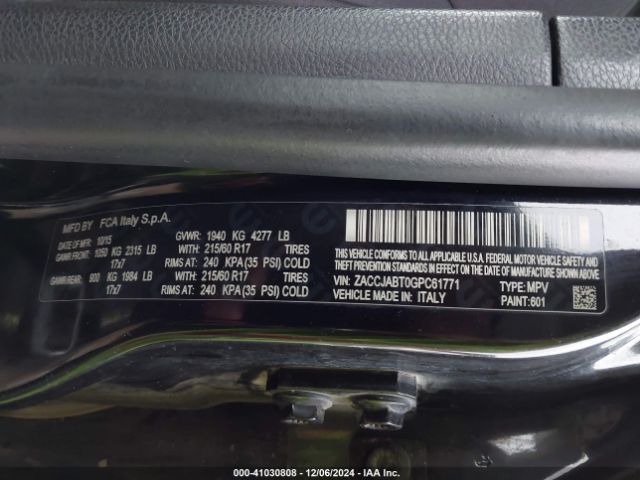 MFD BY FCA Italy S.p.A.
DATE OF MFR: 10/15 GVWR: 1940 KG 4277 LB
GAWR FRONT: 1050 KG 2315 LB WITH: 215/60 R17 TIRES
17x7 RIMS AT: 240 KPA (35 PSI) COLD
GAWR REAR: 900 KG 1984 LB WITH: 215/60 R17 TIRES
17x7 RIMS AT: 240 KPA (35 PSI) COLD
THIS VEHICLE CONFORMS TO ALL APPLICABLE U.S.A. FEDERAL MOTOR VEHICLE SAFETY AND
THEFT PREVENTION STANDARDS IN EFFECT ON THE DATE OF MANUFACTURE SHOWN ABOVE.
VIN: ZACCJABT0GPC61771 TYPE: MPV
VEHICLE MADE IN: ITALY PAINT: 601
000-41030808 - 12/06/2024 - IAA Inc.